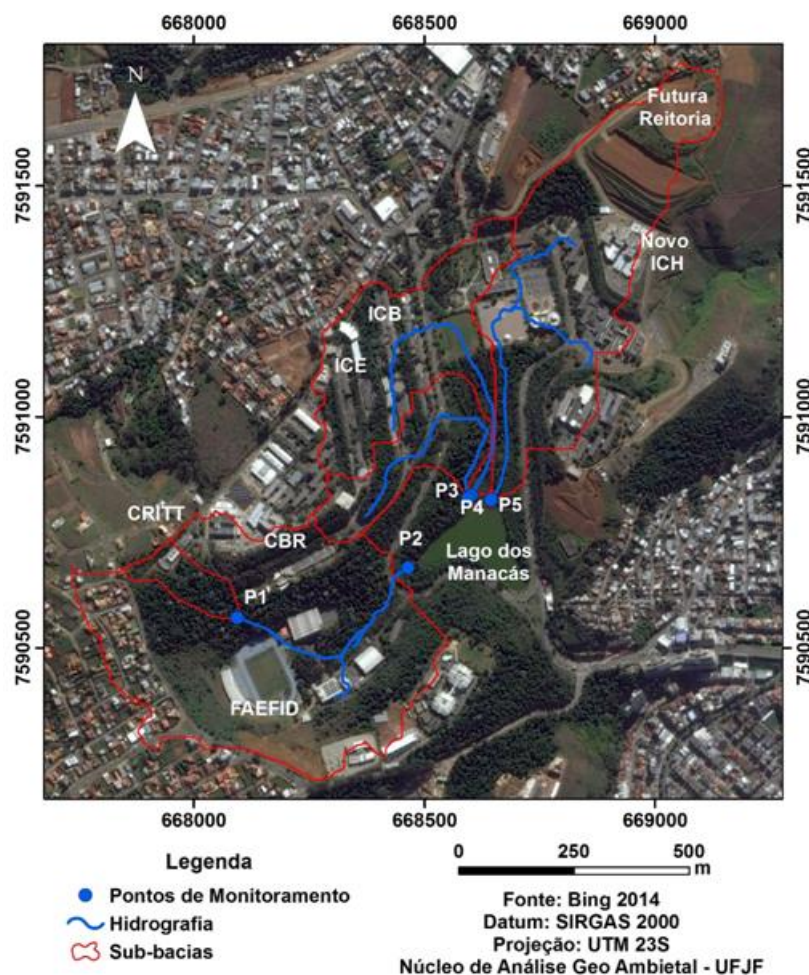 668000
668500
669000
N
Futura
Reitoria
7591500
7591500
Novo
ICH
ICB
ICE
7591000
7591000
CRITT
P3
P4
P5
CBR
P2
Lago dos
Manacás
P1
7590500
7590500
FAEFID
668000
668500
669000
Legenda
Pontos de Monitoramento
Hidrografia
Sub-bacias
0
250
500
m
Fonte: Bing 2014
Datum: SIRGAS 2000
Projeção: UTM 23S
Núcleo de Análise Geo Ambietal - UFJF